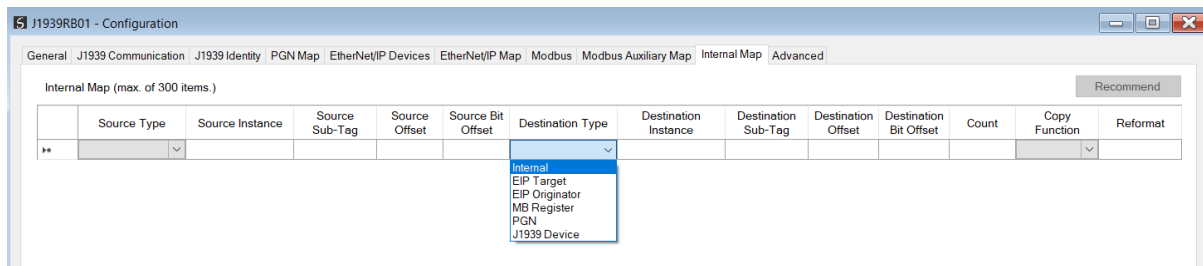 J1939RB01 - Configuration
General J1939 Communication J1939 Identity PGN Map EtherNet/IP Devices EtherNet/IP Map Modbus Modbus Auxiliary Map Internal Map Advanced
Internal Map (max. of 300 items.) Recommend
Source Type Source Instance Source Sub-Tag Source Offset Source Bit Offset Destination Type Destination Instance Destination Sub-Tag Destination Offset Destination Bit Offset Count Copy Function Reformat
Internal
EIP Target
EIP Originator
MB Register
PGN
J1939 Device